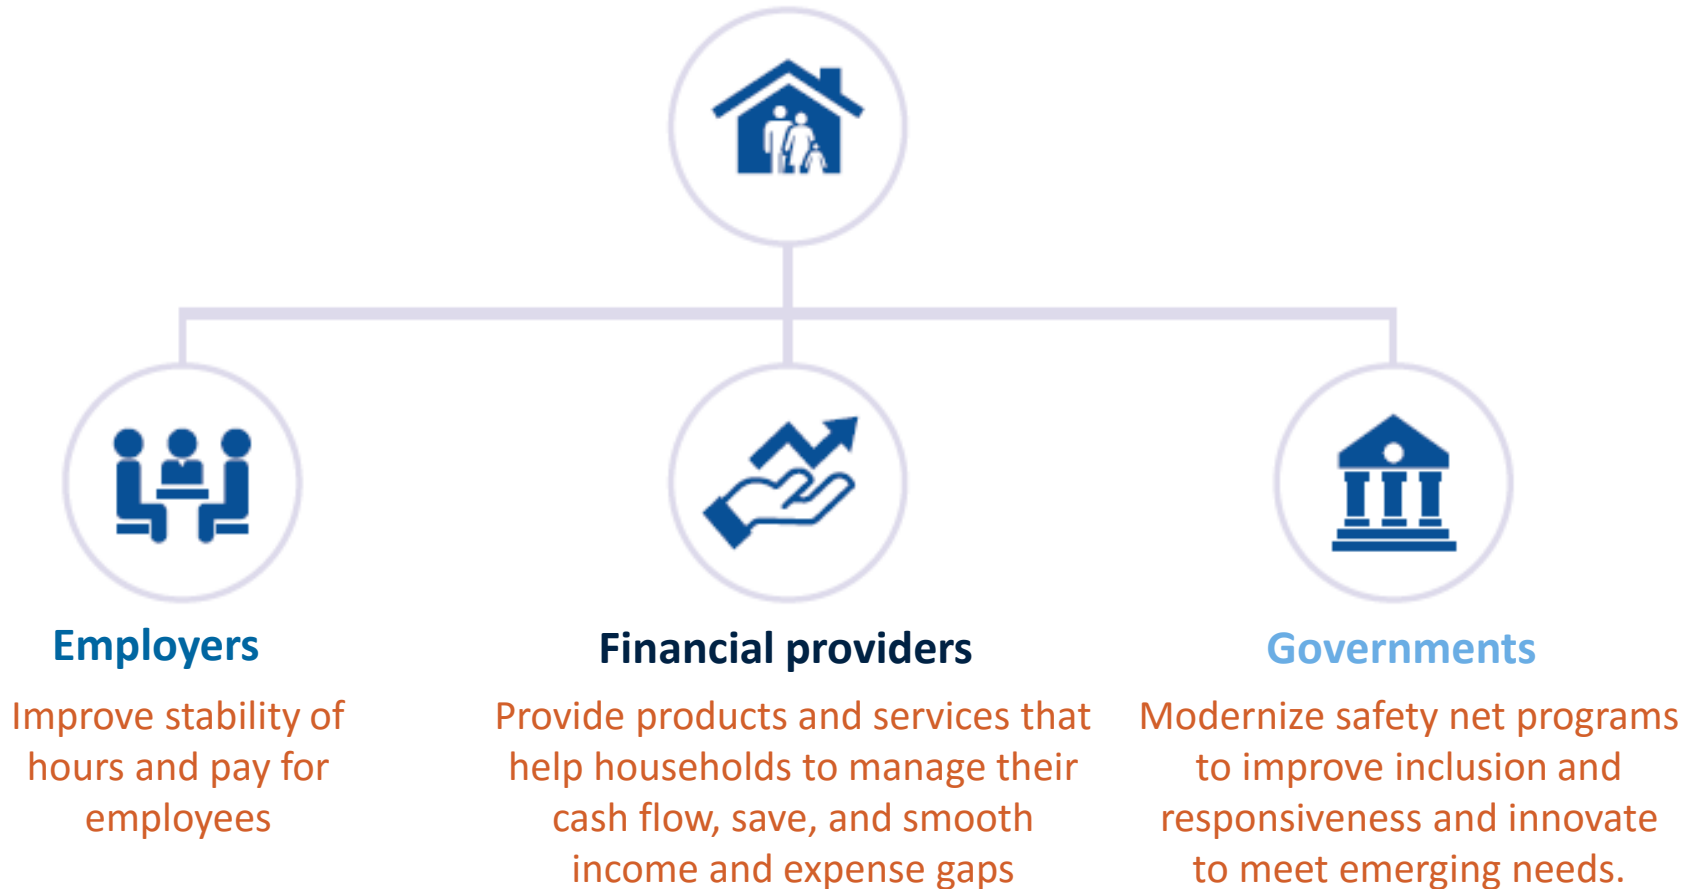 Employers
Improve stability of
hours and pay for
employees
Financial providers
Provide products and services that
help households to manage their
cash flow, save, and smooth
income and expense gaps
Governments
Modernize safety net programs
to improve inclusion and
responsiveness and innovate
to meet emerging needs.